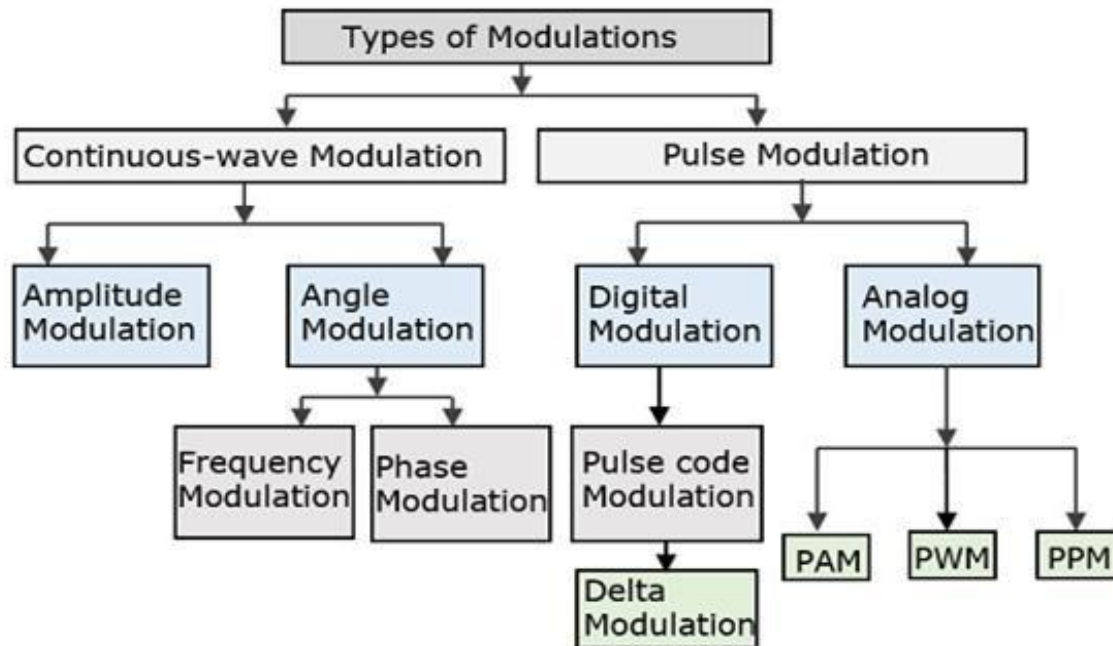 Types of Modulations
Continuous-wave Modulation
Pulse Modulation
Amplitude
Modulation
Angle
Modulation
Digital
Modulation
Analog
Modulation
Frequency
Modulation
Phase
Modulation
Pulse code
Modulation
PAM
PWM
PPM
Delta
Modulation